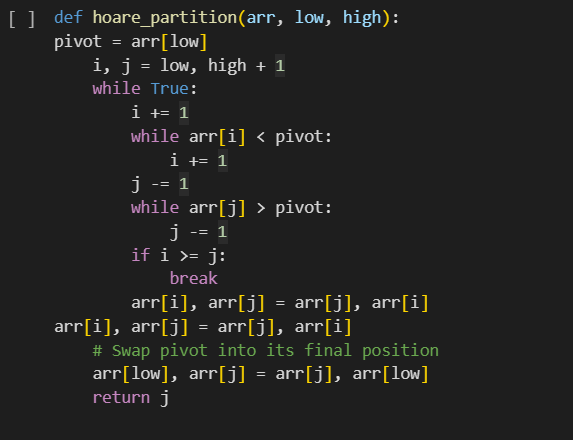 [ ] def hoare_partition(arr, low, high):
pivot = arr[low]
    i, j = low, high + 1
    while True:
        i += 1
        while arr[i] < pivot:
            i += 1
        j -= 1
        while arr[j] > pivot:
            j -= 1
        if i >= j:
            break
        arr[i], arr[j] = arr[j], arr[i]
arr[i], arr[j] = arr[j], arr[i]
    # Swap pivot into its final position
    arr[low], arr[j] = arr[j], arr[low]
    return j